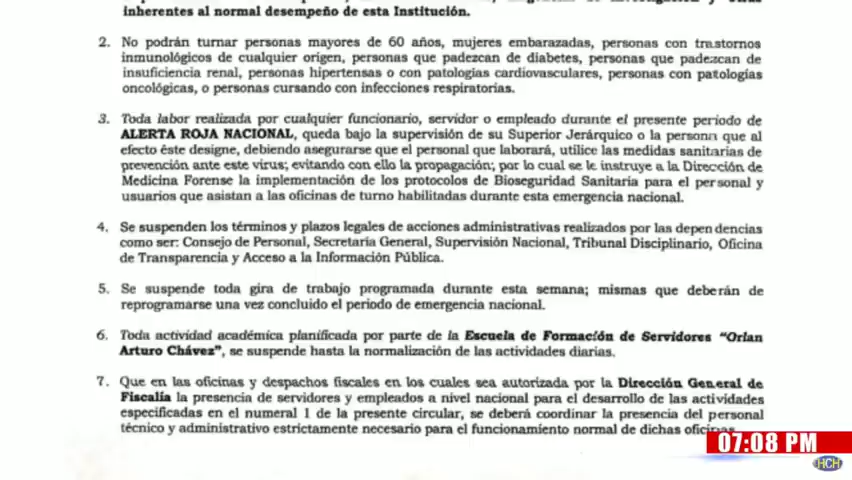 inherentes al normal desempeño de esta Institución.
2. No podrán turnar personas mayores de 60 años, mujeres embarazadas, personas con trastornos
inmunológicos de cualquier origen, personas que padezcan de diabetes, personas que padezcan de
insuficiencia renal, personas hipertensas o con patologías cardiovasculares, personas con patologías
oncológicas, o personas cursando con infecciones respiratorias.
3. Toda labor realizada por cualquier funcionario, servidor o empleado durante el presente periodo de
ALERTA ROJA NACIONAL, queda bajo la supervisión de su Superior Jerárquico o la persona que al
efecto éste designe, debiendo asegurarse que el personal que laborará, utilice las medidas sanitarias de
prevención ante este virus; evitando con ello la propagación; por lo cual se le instruye a la Dirección de
Medicina Forense la implementación de los protocolos de Bioseguridad Sanitaria para el personal y
usuarios que asistan a las oficinas de turno habilitadas durante esta emergencia nacional.
4. Se suspenden los términos y plazos legales de acciones administrativas realizados por las dependencias
como ser: Consejo de Personal, Secretaría General, Supervisión Nacional, Tribunal Disciplinario, Oficina
de Transparencia y Acceso a la Información Pública.
5. Se suspende toda gira de trabajo programada durante esta semana; mismas que deberán de
reprogramarse una vez concluido el periodo de emergencia nacional.
6. Toda actividad académica planificada por parte de la Escuela de Formación de Servidores "Orlan
Arturo Chávez", se suspende hasta la normalización de las actividades diarias.
7. Que en las oficinas y despachos fiscales en los cuales sea autorizada por la Dirección General de
Fiscalía la presencia de servidores y empleados a nivel nacional para el desarrollo de las actividades
especificadas en el numeral 1 de la presente circular, se deberá coordinar la presencia del personal
técnico y administrativo estrictamente necesario para el funcionamiento normal de dichas oficinas.
07:08 PM
HCH